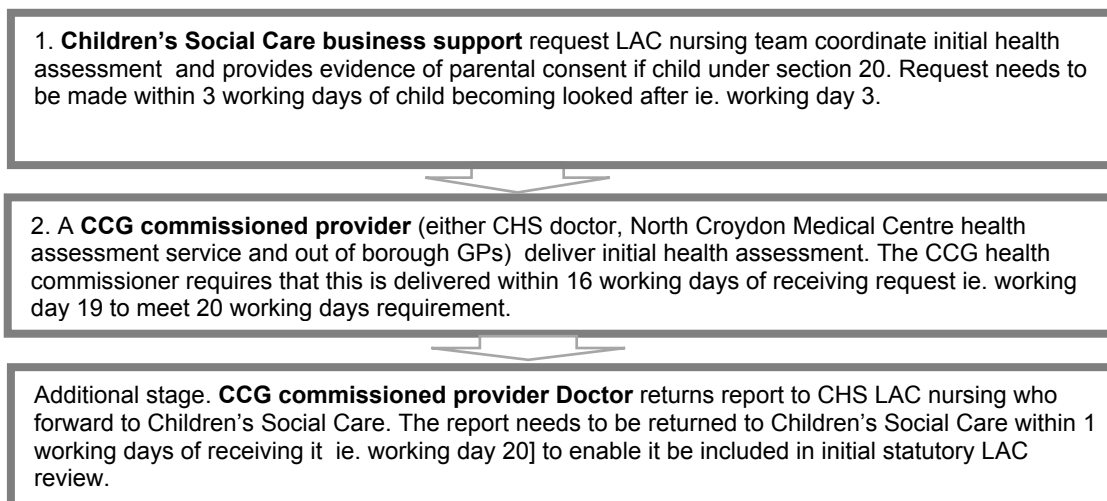 1. Children’s Social Care business support request LAC nursing team coordinate initial health
assessment  and provides evidence of parental consent if child under section 20. Request needs to
be made within 3 working days of child becoming looked after ie. working day 3.
2. A CCG commissioned provider (either CHS doctor, North Croydon Medical Centre health
assessment service and out of borough GPs)  deliver initial health assessment. The CCG health
commissioner requires that this is delivered within 16 working days of receiving request ie. working
day 19 to meet 20 working days requirement.
Additional stage. CCG commissioned provider Doctor returns report to CHS LAC nursing who
forward to Children’s Social Care. The report needs to be returned to Children’s Social Care within 1
working days of receiving it  ie. working day 20] to enable it be included in initial statutory LAC
review.